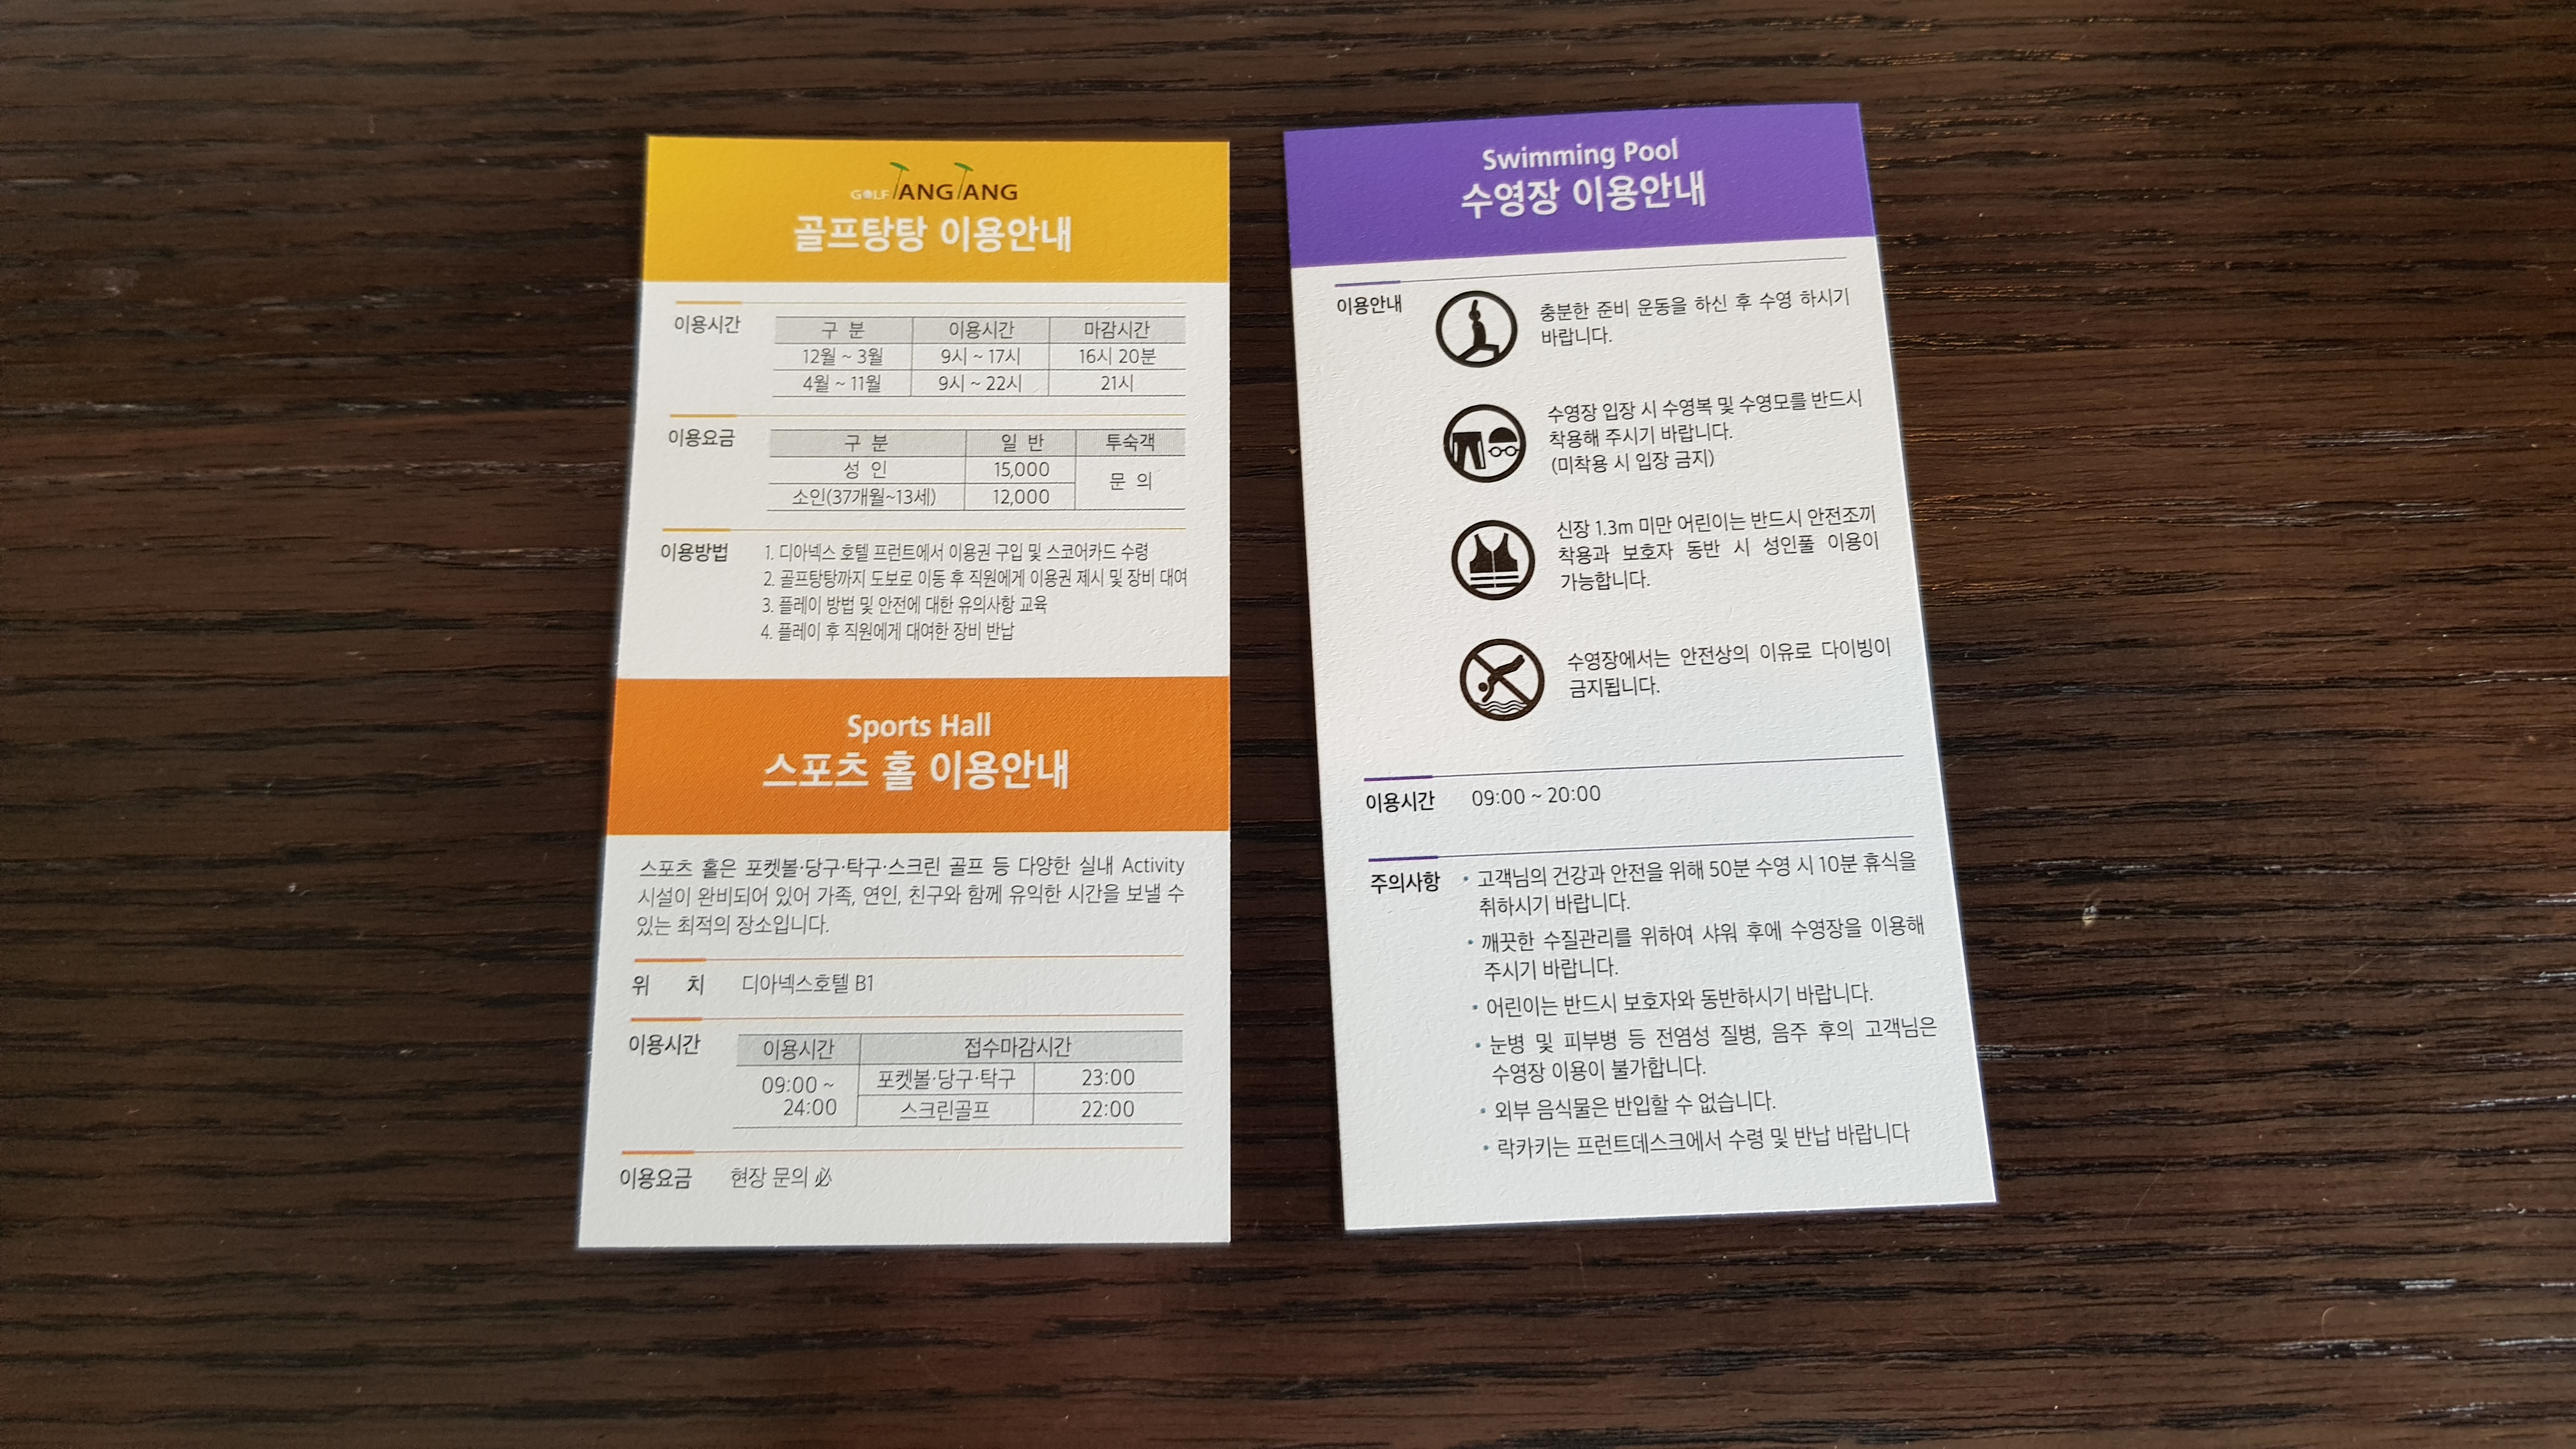 GOLF TANGTANG
골프탕탕 이용안내
이용시간
구 분 이용시간 마감시간
12월 ~ 3월 9시 ~ 17시 16시 20분
4월 ~ 11월 9시 ~ 22시 21시
이용요금
구 분 일 반 투숙객
성 인 15,000 문 의
소인(37개월~13세) 12,000
이용방법
1. 디아넥스 호텔 프런트에서 이용권 구입 및 스코어카드 수령
2. 골프탕탕까지 도보로 이동 후 직원에게 이용권 제시 및 장비 대여
3. 플레이 방법 및 안전에 대한 유의사항 교육
4. 플레이 후 직원에게 대여한 장비 반납
Sports Hall
스포츠 홀 이용안내
스포츠 홀은 포켓볼·당구·탁구·스크린 골프 등 다양한 실내 Activity
시설이 완비되어 있어 가족, 연인, 친구와 함께 유익한 시간을 보낼 수
있는 최적의 장소입니다.
위 치 디아넥스호텔 B1
이용시간
이용시간 접수마감시간
09:00 ~ 24:00
포켓볼·당구·탁구 23:00
스크린골프 22:00
이용요금 현장 문의 必
Swimming Pool
수영장 이용안내
이용안내
충분한 준비 운동을 하신 후 수영 하시기
바랍니다.
수영장 입장 시 수영복 및 수영모를 반드시
착용해 주시기 바랍니다.
(미착용 시 입장 금지)
신장 1.3m 미만 어린이는 반드시 안전조끼
착용과 보호자 동반 시 성인풀 이용이
가능합니다.
수영장에서는 안전상의 이유로 다이빙이
금지됩니다.
이용시간 09:00 ~ 20:00
주의사항
• 고객님의 건강과 안전을 위해 50분 수영 시 10분 휴식을
취하시기 바랍니다.
• 깨끗한 수질관리를 위하여 샤워 후에 수영장을 이용해
주시기 바랍니다.
• 어린이는 반드시 보호자와 동반하시기 바랍니다.
• 눈병 및 피부병 등 전염성 질병, 음주 후의 고객님은
수영장 이용이 불가합니다.
• 외부 음식물은 반입할 수 없습니다.
• 락카키는 프런트데스크에서 수령 및 반납 바랍니다